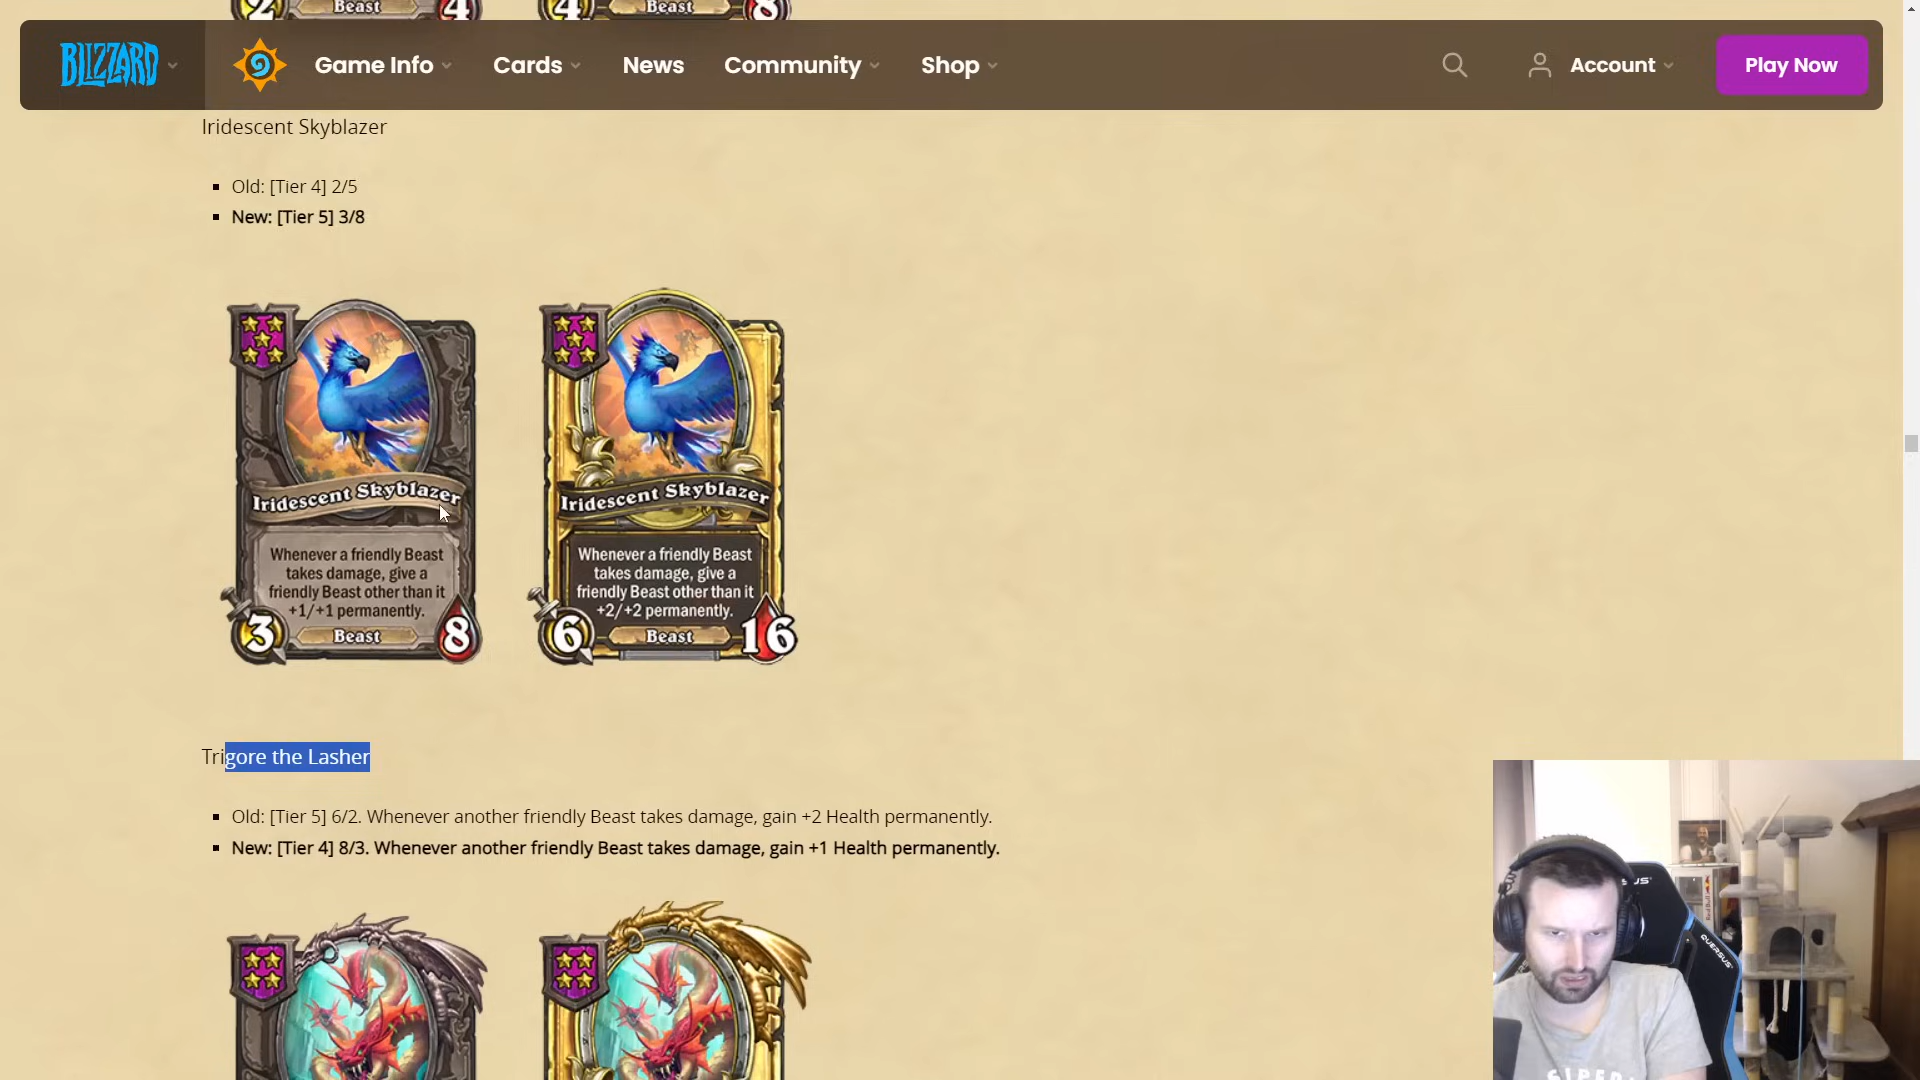 Beast
4
4
Beast
8
BLIZZARD
Game Info
Cards
News
Community
Shop
Account
Play Now
Iridescent Skyblazer
Old: [Tier 4] 2/5
New: [Tier 5] 3/8
Iridescent Skyblazer
Whenever a friendly Beast
takes damage, give a
friendly Beast other than it
+1/+1 permanently.
3
Beast
8
Iridescent Skyblazer
Whenever a friendly Beast
takes damage, give a
friendly Beast other than it
+2/+2 permanently.
6
Beast
16
Trigore the Lasher
Old: [Tier 5] 6/2. Whenever another friendly Beast takes damage, gain +2 Health permanently.
New: [Tier 4] 8/3. Whenever another friendly Beast takes damage, gain +1 Health permanently.
QUERSUS